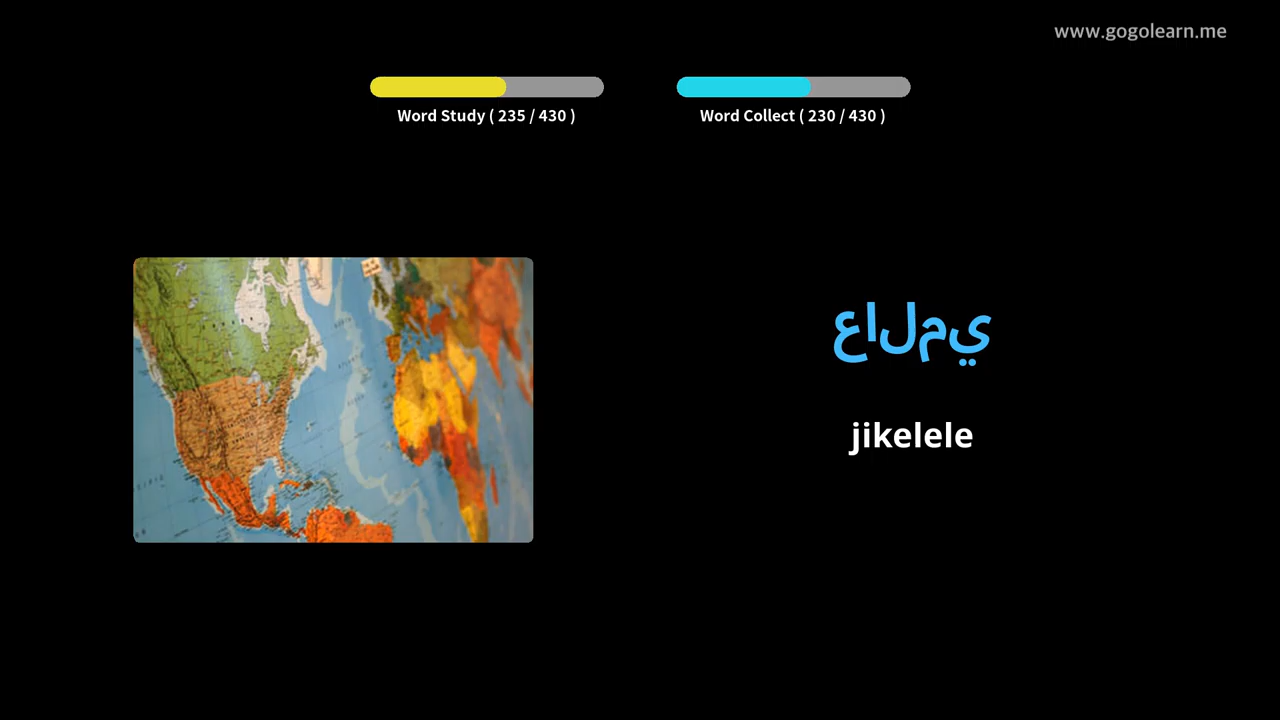 www.gogolearn.me
Word Study ( 235 / 430 )
Word Collect ( 230 / 430 )
عالمي
jikelele